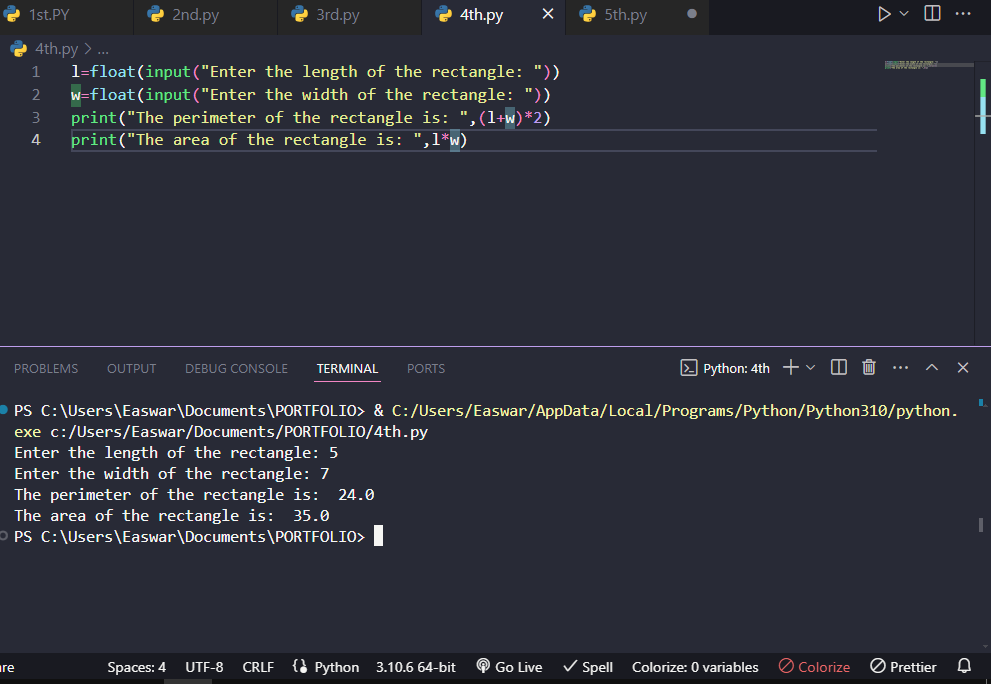 1st.PY 2nd.py 3rd.py 4th.py 5th.py
4th.py > ...
1 l=float(input("Enter the length of the rectangle: "))
2 w=float(input("Enter the width of the rectangle: "))
3 print("The perimeter of the rectangle is: ",(l+w)*2)
4 print("The area of the rectangle is: ",l*w)
PROBLEMS OUTPUT DEBUG CONSOLE TERMINAL PORTS Python: 4th
PS C:\Users\Easwar\Documents\PORTFOLIO> & C:/Users/Easwar/AppData/Local/Programs/Python/Python310/python.
exe c:/Users/Easwar/Documents/PORTFOLIO/4th.py
Enter the length of the rectangle: 5
Enter the width of the rectangle: 7
The perimeter of the rectangle is:  24.0
The area of the rectangle is:  35.0
PS C:\Users\Easwar\Documents\PORTFOLIO>
re Spaces: 4 UTF-8 CRLF Python 3.10.6 64-bit Go Live Spell Colorize: 0 variables Colorize Prettier